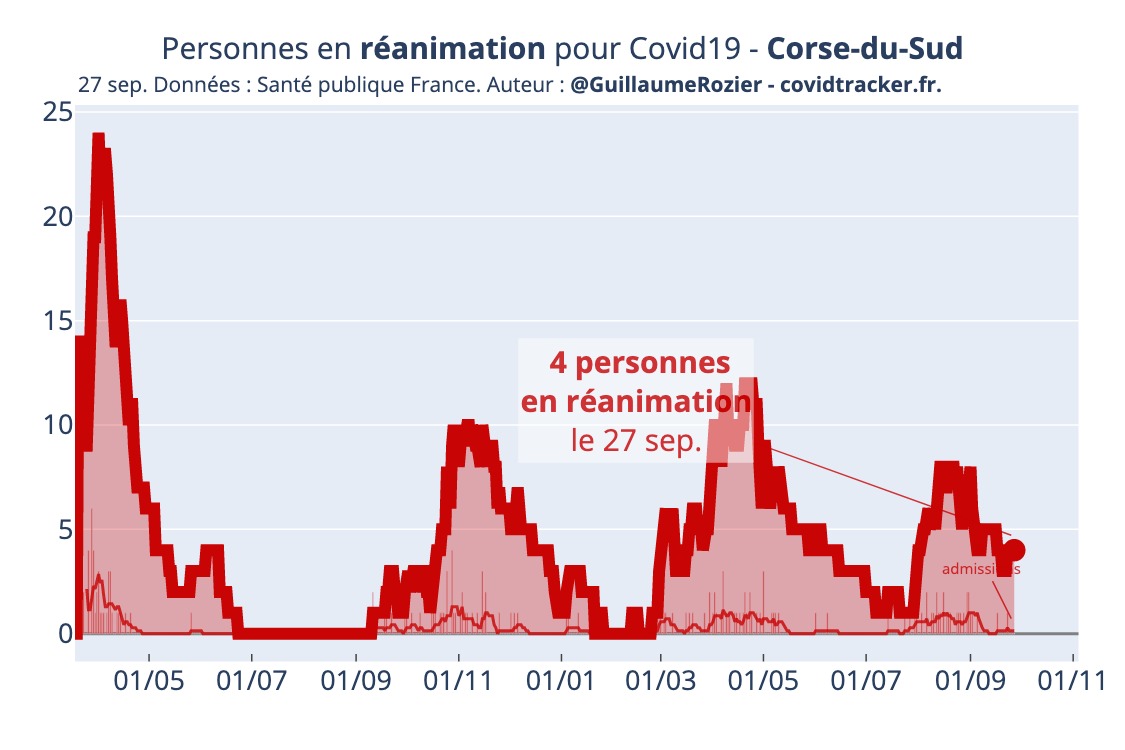 Personnes en réanimation pour Covid19 - Corse-du-Sud
27 sep. Données : Santé publique France. Auteur : @GuillaumeRozier - covidtracker.fr.
25
20
15
10
5
0
4 personnes
en réanimation
le 27 sep.
admissions
01/05 01/07 01/09 01/11 01/01 01/03 01/05 01/07 01/09 01/11